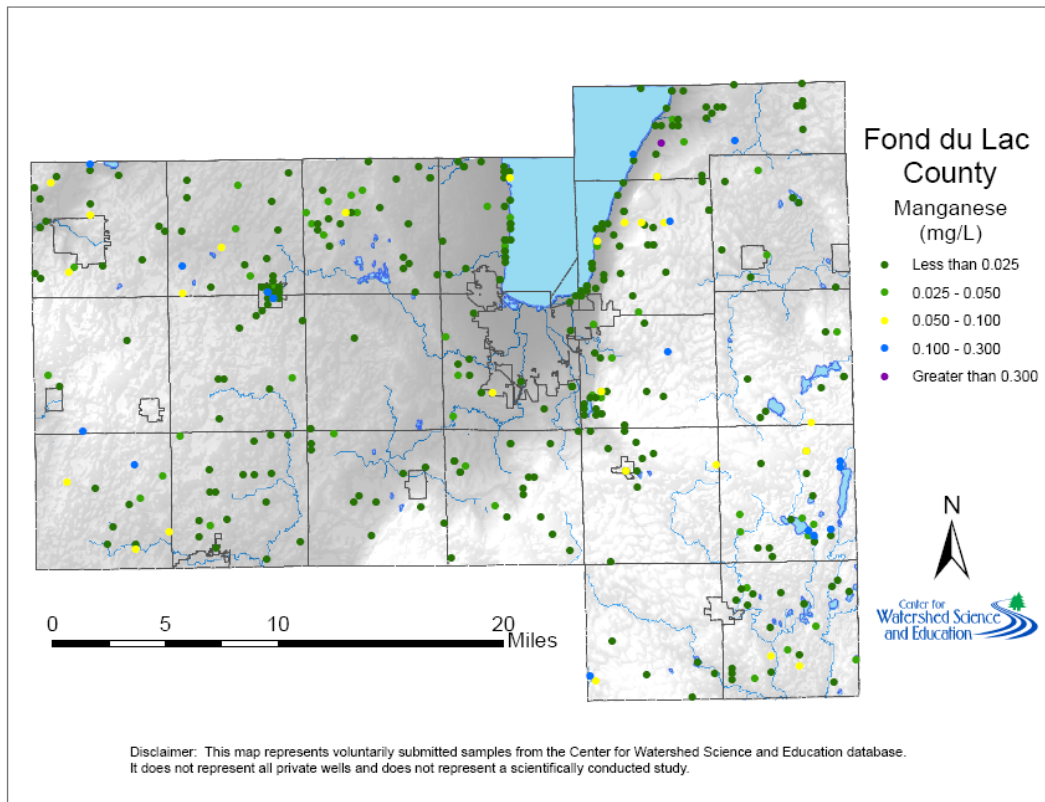 Fond du Lac
County
Manganese
(mg/L)
Less than 0.025
0.025 - 0.050
0.050 - 0.100
0.100 - 0.300
Greater than 0.300
N
Center for
Watershed Science
and Education
0 5 10 20
Miles
Disclaimer: This map represents voluntarily submitted samples from the Center for Watershed Science and Education database.
It does not represent all private wells and does not represent a scientifically conducted study.